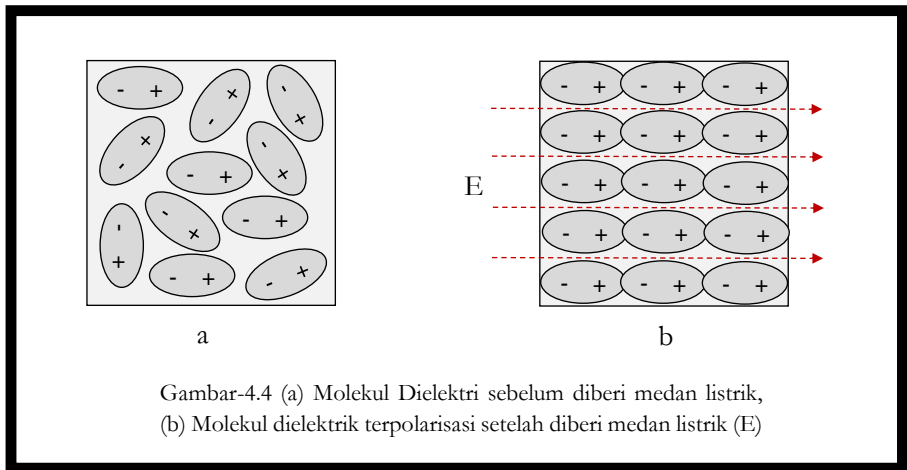 - +
- +
- +
- +
- +
- +
- +
- +
- +
- +
- +
a
- + - + - +
- + - + - +
E
- + - + - +
- + - + - +
- + - + - +
b
Gambar-4.4 (a) Molekul Dielektri sebelum diberi medan listrik,
(b) Molekul dielektrik terpolarisasi setelah diberi medan listrik (E)